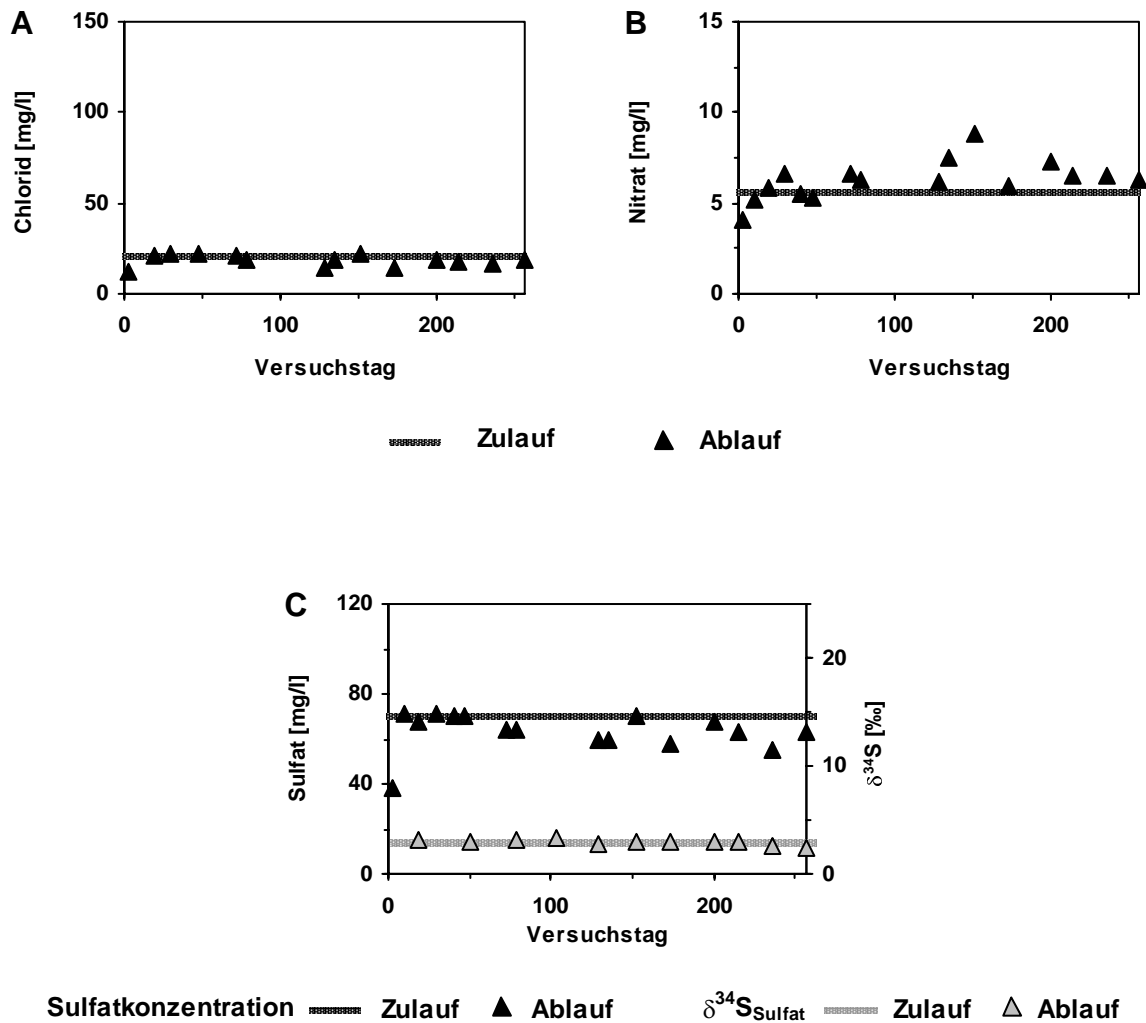 A
B
150
100
50
0
Chlorid [mg/l]
0 100 200
Versuchstag
15
10
5
0
Nitrat [mg/l]
0 100 200
Versuchstag
Zulauf Ablauf
C
120
80
40
0
Sulfat [mg/l]
20
10
0
δ³⁴S [‰]
0 100 200
Versuchstag
Sulfatkonzentration Zulauf Ablauf δ³⁴S Sulfat Zulauf Ablauf